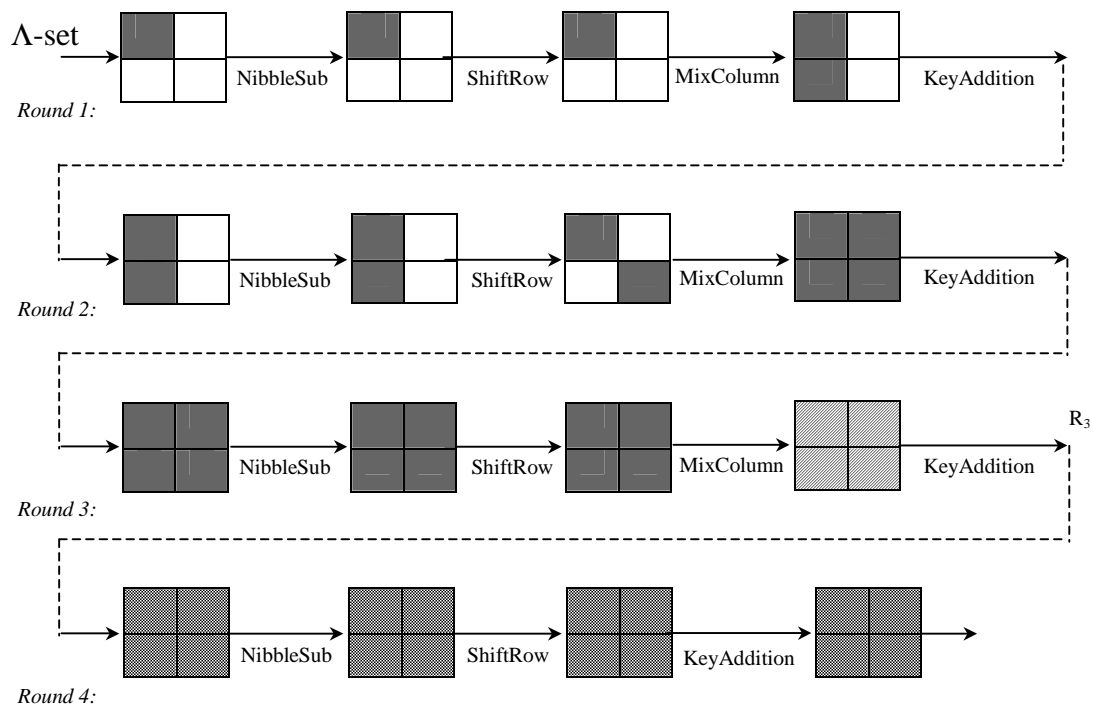 Λ-set
NibbleSub ShiftRow MixColumn KeyAddition
Round 1:
NibbleSub ShiftRow MixColumn KeyAddition
Round 2:
R3
NibbleSub ShiftRow MixColumn KeyAddition
Round 3:
NibbleSub ShiftRow KeyAddition
Round 4: